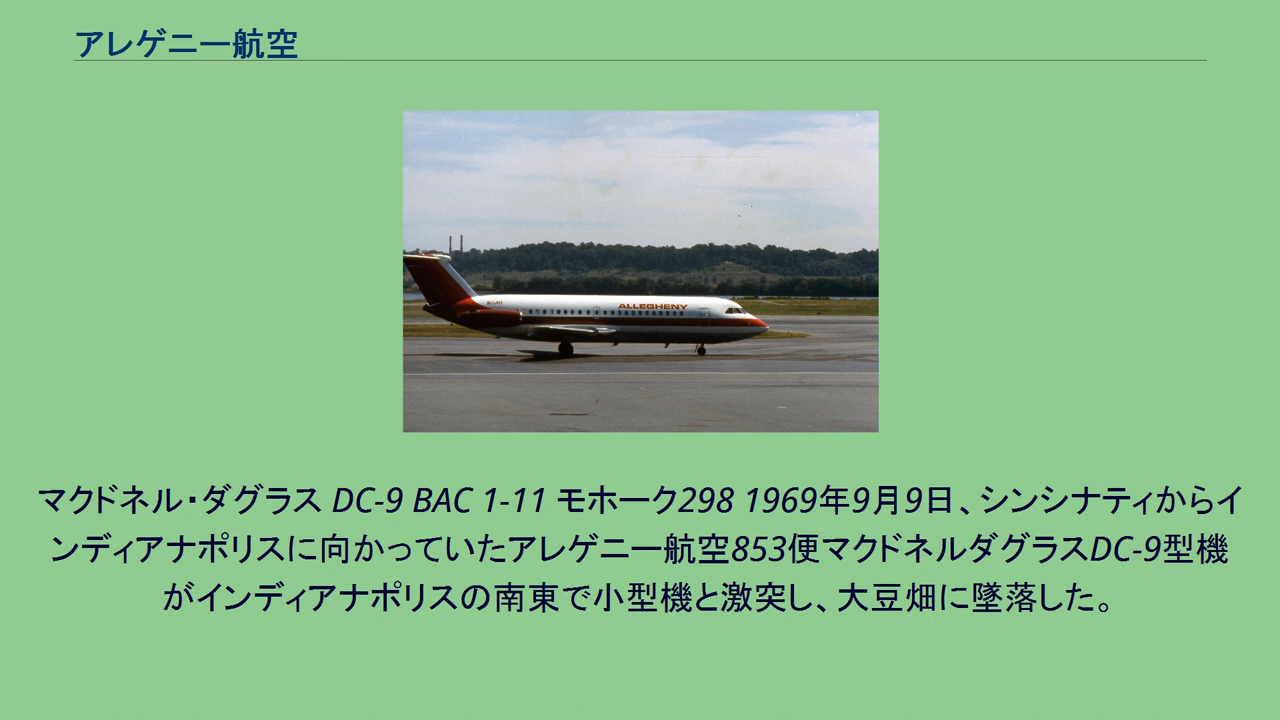 アレゲニー航空
ALLEGHENY
マクドネル・ダグラス DC-9 BAC 1-11 モホーク298 1969年9月9日、シンシナティからイ
ンディアナポリスに向かっていたアレゲニー航空853便マクドネルダグラスDC-9型機
がインディアナポリスの南東で小型機と激突し、大豆畑に墜落した。